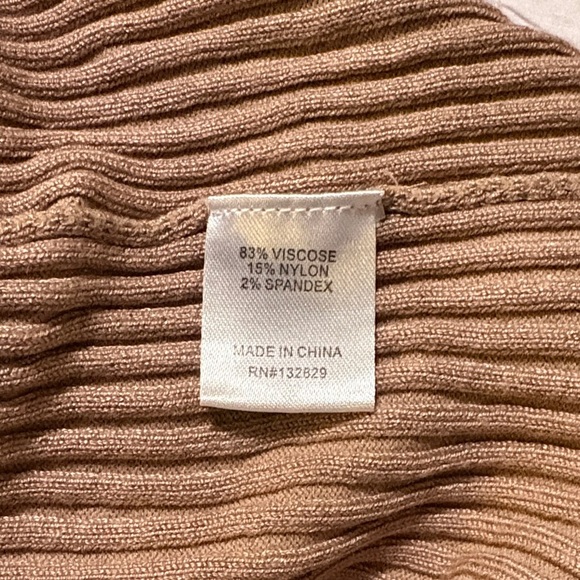 83% VISCOSE
15% NYLON
2% SPANDEX
MADE IN CHINA
RN#132829